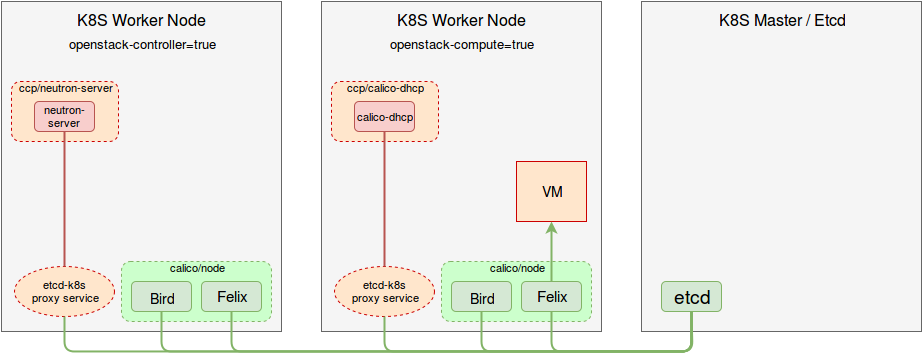 K8S Worker Node
openstack-controller=true
ccp/neutron-server
neutron-
server
etcd-k8s
proxy service
calico/node
Bird
Felix
K8S Worker Node
openstack-compute=true
ccp/calico-dhcp
calico-dhcp
VM
etcd-k8s
proxy service
calico/node
Bird
Felix
K8S Master / Etcd
etcd